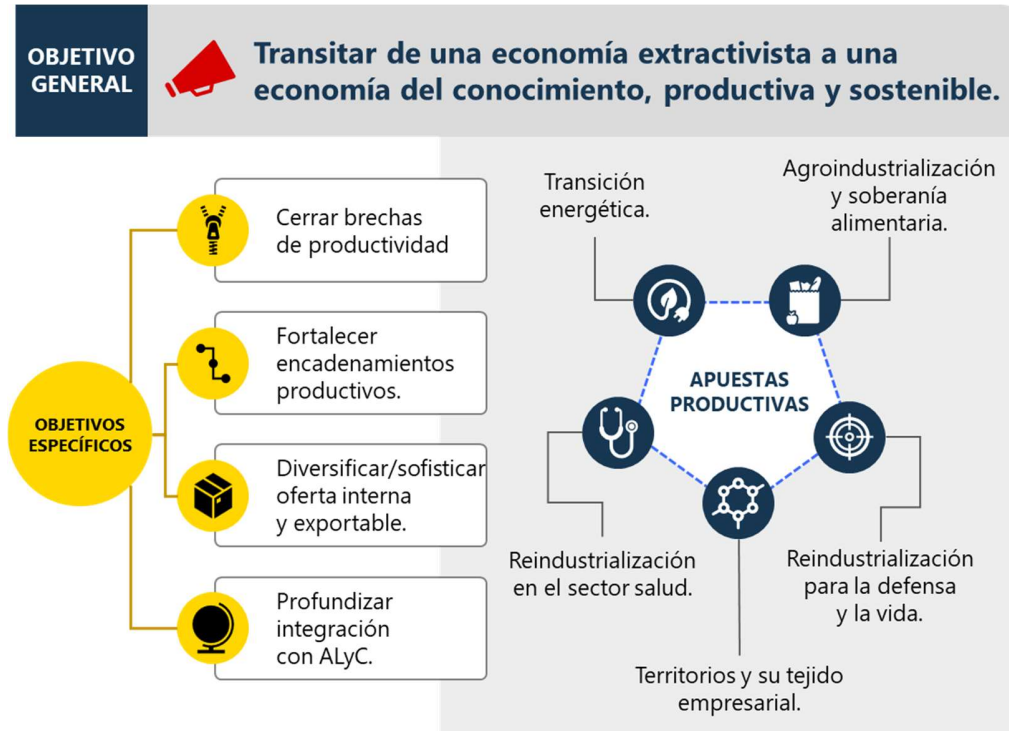 OBJETIVO
GENERAL
Transitar de una economía extractivista a una
economía del conocimiento, productiva y sostenible.
OBJETIVOS
ESPECÍFICOS
Cerrar brechas
de productividad
Fortalecer
encadenamientos
productivos.
Diversificar/sofisticar
oferta interna
y exportable.
Profundizar
integración
con ALyC.
Transición
energética.
Agroindustrialización
y soberanía
alimentaria.
APUESTAS
PRODUCTIVAS
Reindustrialización
en el sector salud.
Reindustrialización
para la defensa
y la vida.
Territorios y su tejido
empresarial.